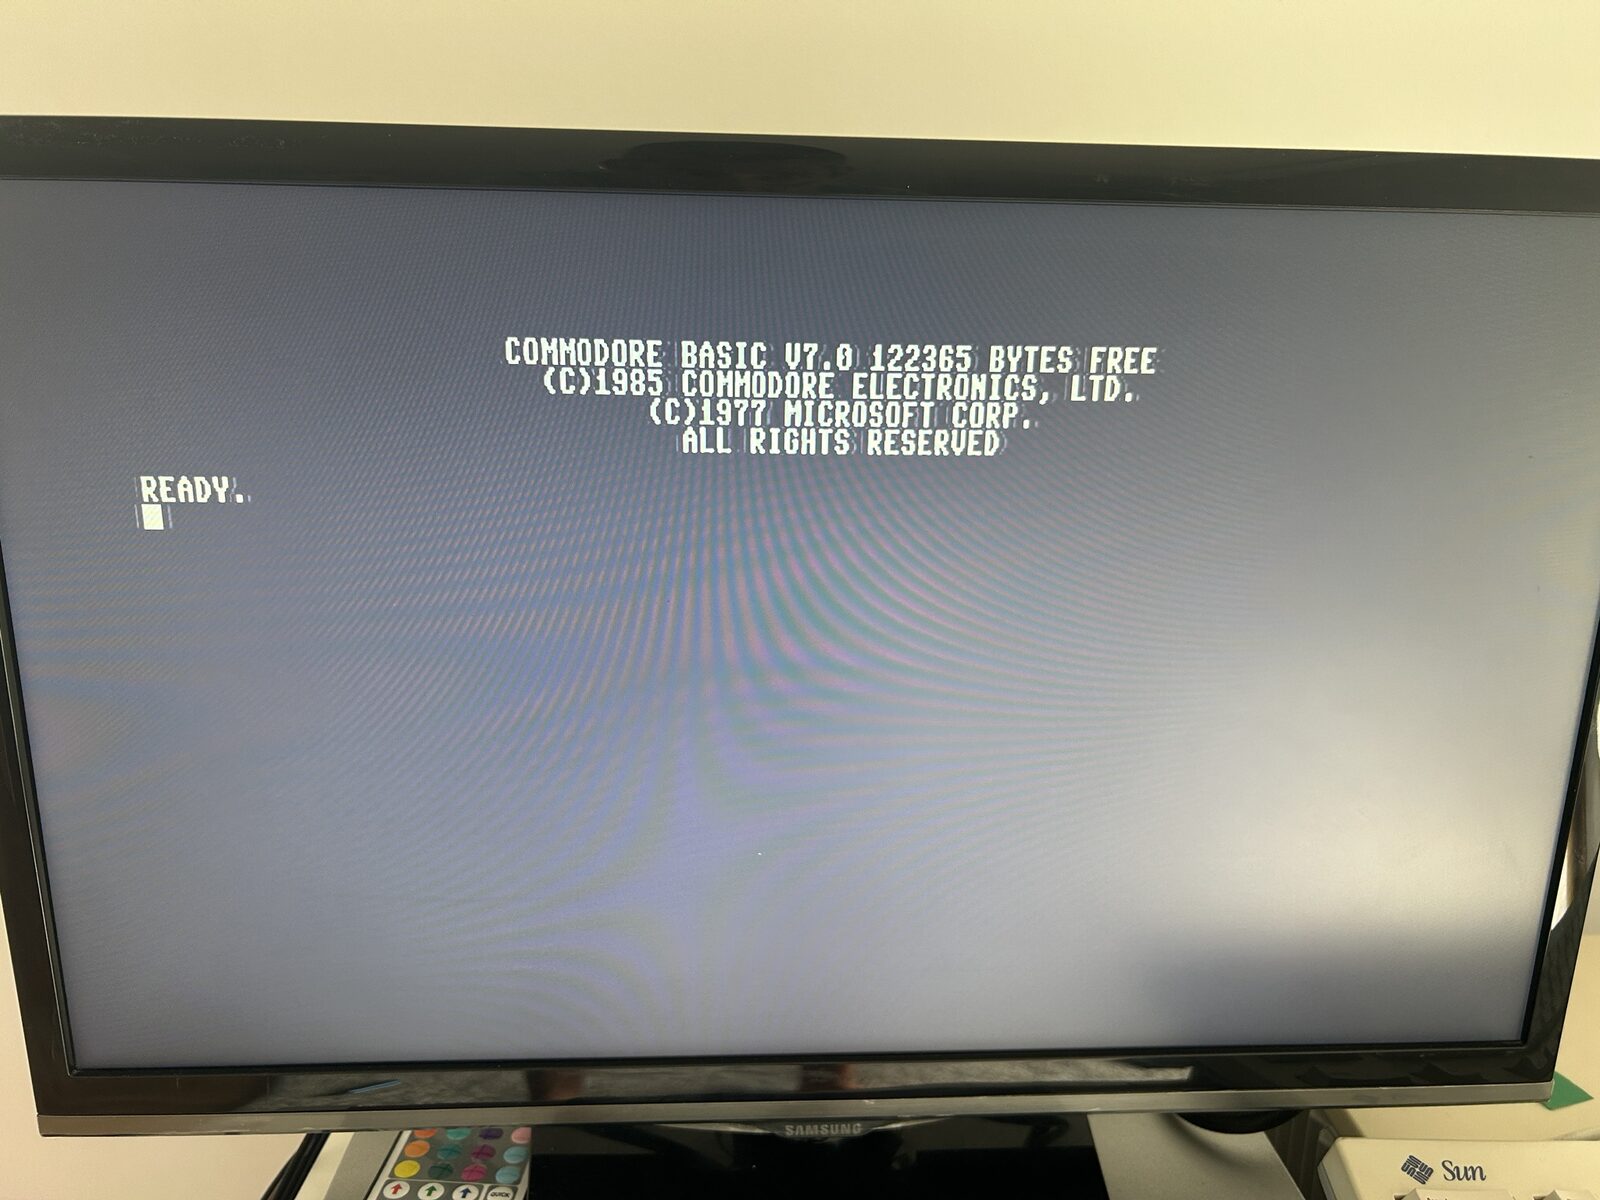 COMMODORE BASIC V7.0 122365 BYTES FREE
(C)1985 COMMODORE ELECTRONICS, LTD.
(C)1977 MICROSOFT CORP.
ALL RIGHTS RESERVED
READY.
SAMSUNG
QUICK
Sun